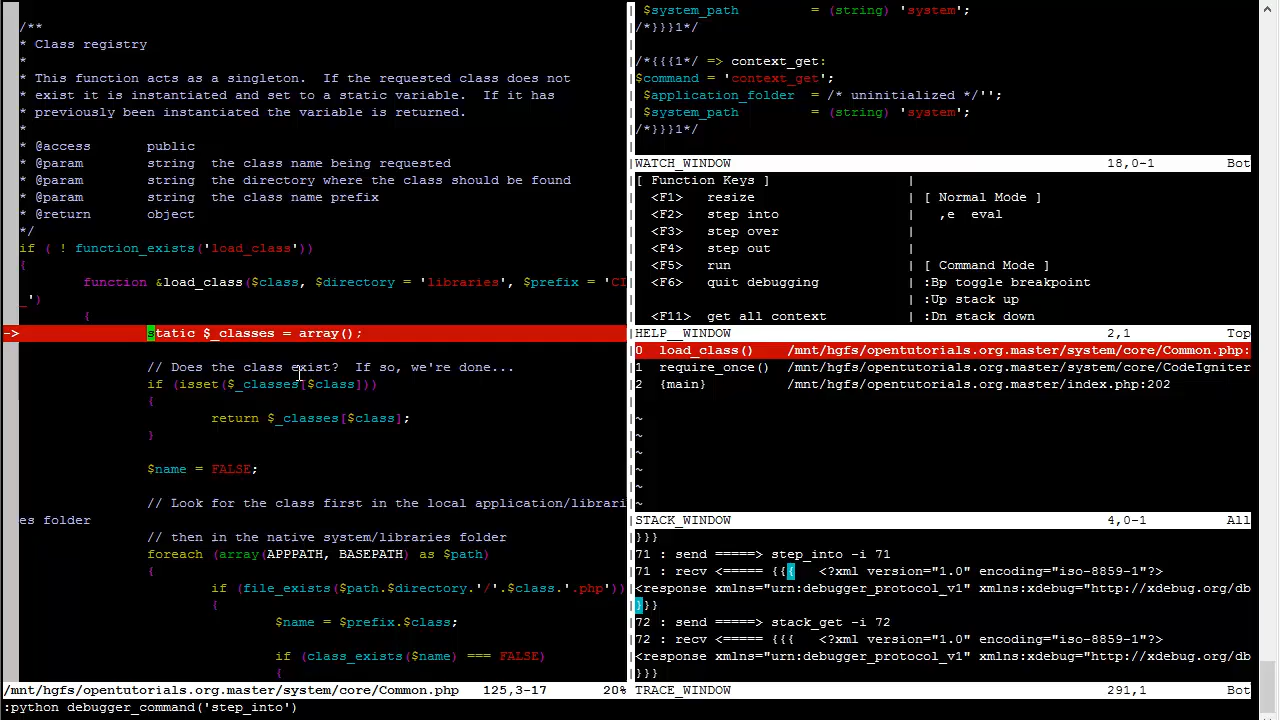 /**
* Class registry
*
* This function acts as a singleton.  If the requested class does not
* exist it is instantiated and set to a static variable.  If it has
* previously been instantiated the variable is returned.
*
* @access       public
* @param        string  the class name being requested
* @param        string  the directory where the class should be found
* @param        string  the class name prefix
* @return       object
*/
if ( ! function_exists('load_class'))
{
        function &load_class($class, $directory = 'libraries', $prefix = 'CI
_')
        {
->                static $_classes = array();
                // Does the class exist?  If so, we're done...
                if (isset($_classes[$class]))
                {
                        return $_classes[$class];
                }
                $name = FALSE;
                // Look for the class first in the local application/librari
es folder
                // then in the native system/libraries folder
                foreach (array(APPPATH, BASEPATH) as $path)
                {
                        if (file_exists($path.$directory.'/'.$class.'.php'))
                        {
                                $name = $prefix.$class;
                                if (class_exists($name) === FALSE)
                                {
/mnt/hgfs/opentutorials.org.master/system/core/Common.php   125,3-17       20%
:python debugger_command('step_into')
 $system_path         = (string) 'system';
/*}}}1*/
/*{{{1*/ => context_get:
$command = 'context_get';
 $application_folder  = /* uninitialized */'';
 $system_path         = (string) 'system';
/*}}}1*/
WATCH_WINDOW                                               18,0-1         Bot
[ Function Keys ]                 |
  <F1>   resize                   | [ Normal Mode ]
  <F2>   step into                |   ,e  eval
  <F3>   step over                |
  <F4>   step out                 |
  <F5>   run                      | [ Command Mode ]
  <F6>   quit debugging           | :Bp toggle breakpoint
                                  | :Up stack up
  <F11>  get all context          | :Dn stack down
HELP__WINDOW                                               2,1            Top
0  load_class()    /mnt/hgfs/opentutorials.org.master/system/core/Common.php:
1  require_once()  /mnt/hgfs/opentutorials.org.master/system/core/CodeIgniter
2  {main}          /mnt/hgfs/opentutorials.org.master/index.php:202
~
~
~
~
~
~
STACK_WINDOW                                               4,0-1          All
}}}
71 : send =====> step_into -i 71
71 : recv <===== {{{   <?xml version="1.0" encoding="iso-8859-1"?>
<response xmlns="urn:debugger_protocol_v1" xmlns:xdebug="http://xdebug.org/db
}}}
72 : send =====> stack_get -i 72
72 : recv <===== {{{   <?xml version="1.0" encoding="iso-8859-1"?>
<response xmlns="urn:debugger_protocol_v1" xmlns:xdebug="http://xdebug.org/db
}}}
TRACE_WINDOW                                               291,1          Bot